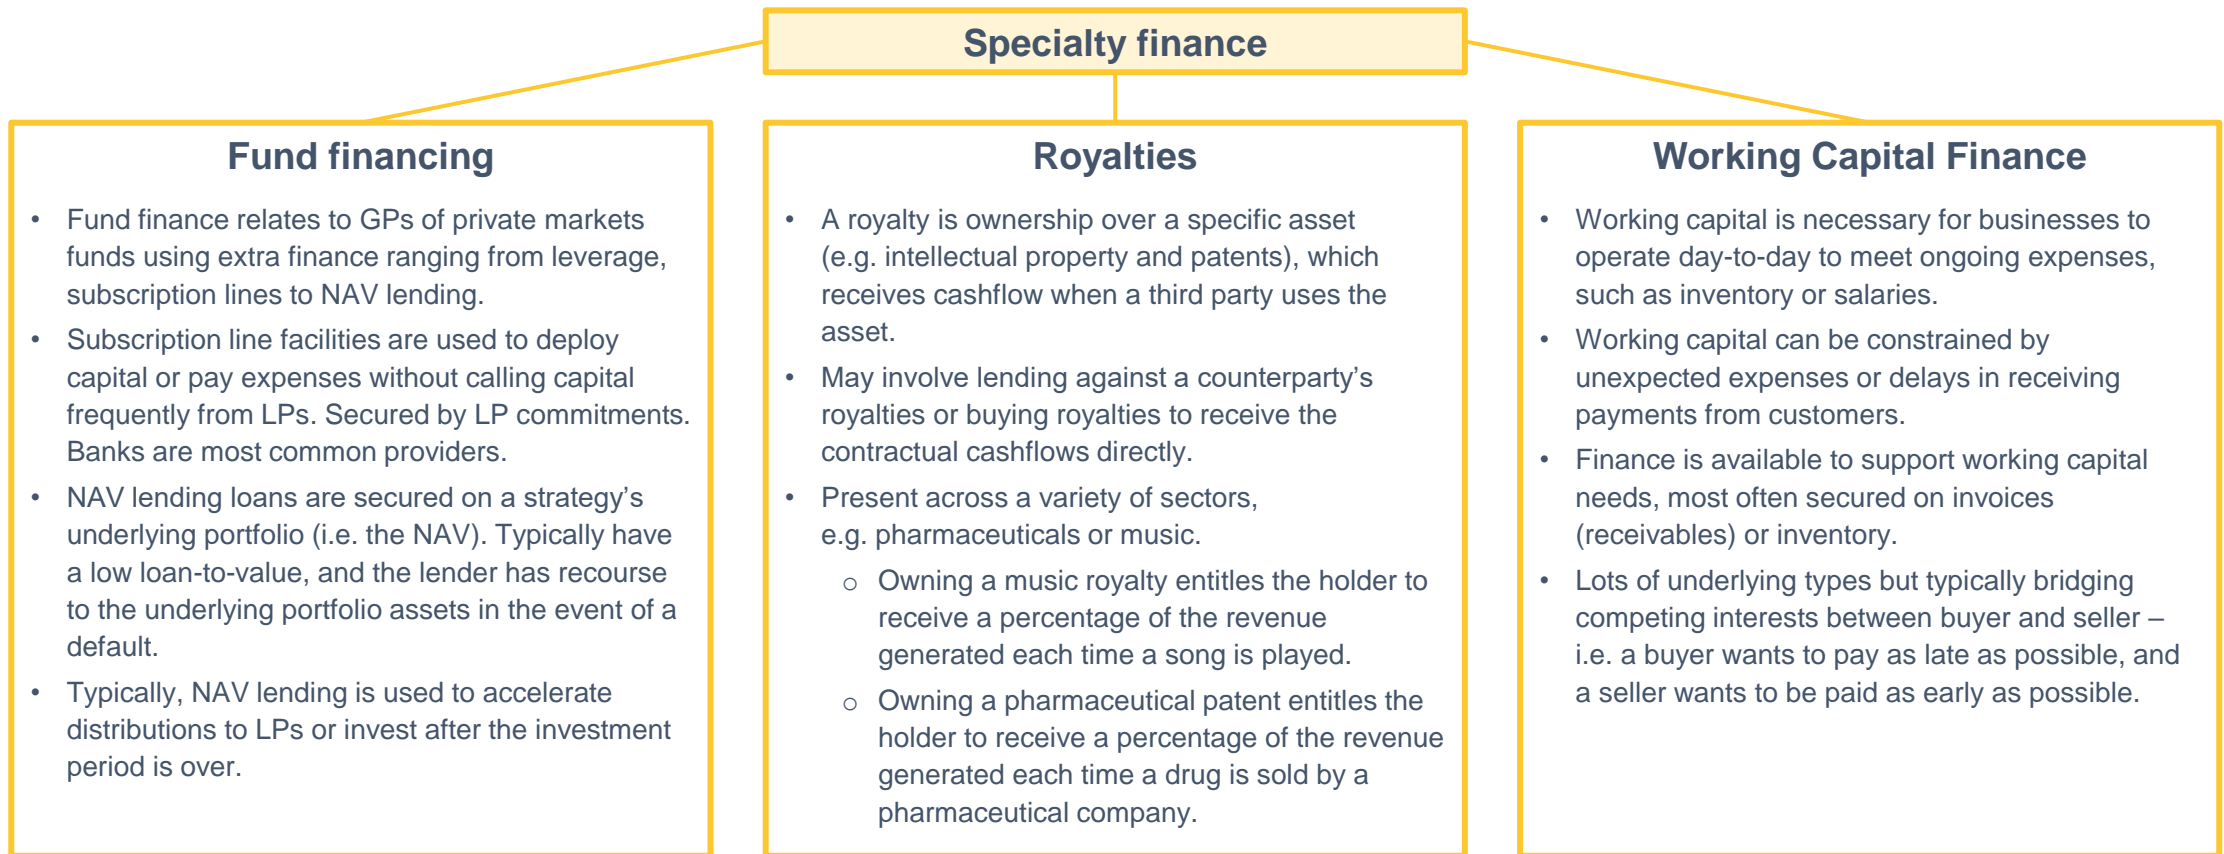 Specialty finance
Fund financing
• Fund finance relates to GPs of private markets
funds using extra finance ranging from leverage,
subscription lines to NAV lending.
• Subscription line facilities are used to deploy
capital or pay expenses without calling capital
frequently from LPs. Secured by LP commitments.
Banks are most common providers.
• NAV lending loans are secured on a strategy’s
underlying portfolio (i.e. the NAV). Typically have
a low loan-to-value, and the lender has recourse
to the underlying portfolio assets in the event of a
default.
• Typically, NAV lending is used to accelerate
distributions to LPs or invest after the investment
period is over.
Royalties
• A royalty is ownership over a specific asset
(e.g. intellectual property and patents), which
receives cashflow when a third party uses the
asset.
• May involve lending against a counterparty’s
royalties or buying royalties to receive the
contractual cashflows directly.
• Present across a variety of sectors,
e.g. pharmaceuticals or music.
o Owning a music royalty entitles the holder to
receive a percentage of the revenue
generated each time a song is played.
o Owning a pharmaceutical patent entitles the
holder to receive a percentage of the revenue
generated each time a drug is sold by a
pharmaceutical company.
Working Capital Finance
• Working capital is necessary for businesses to
operate day-to-day to meet ongoing expenses,
such as inventory or salaries.
• Working capital can be constrained by
unexpected expenses or delays in receiving
payments from customers.
• Finance is available to support working capital
needs, most often secured on invoices
(receivables) or inventory.
• Lots of underlying types but typically bridging
competing interests between buyer and seller –
i.e. a buyer wants to pay as late as possible, and
a seller wants to be paid as early as possible.